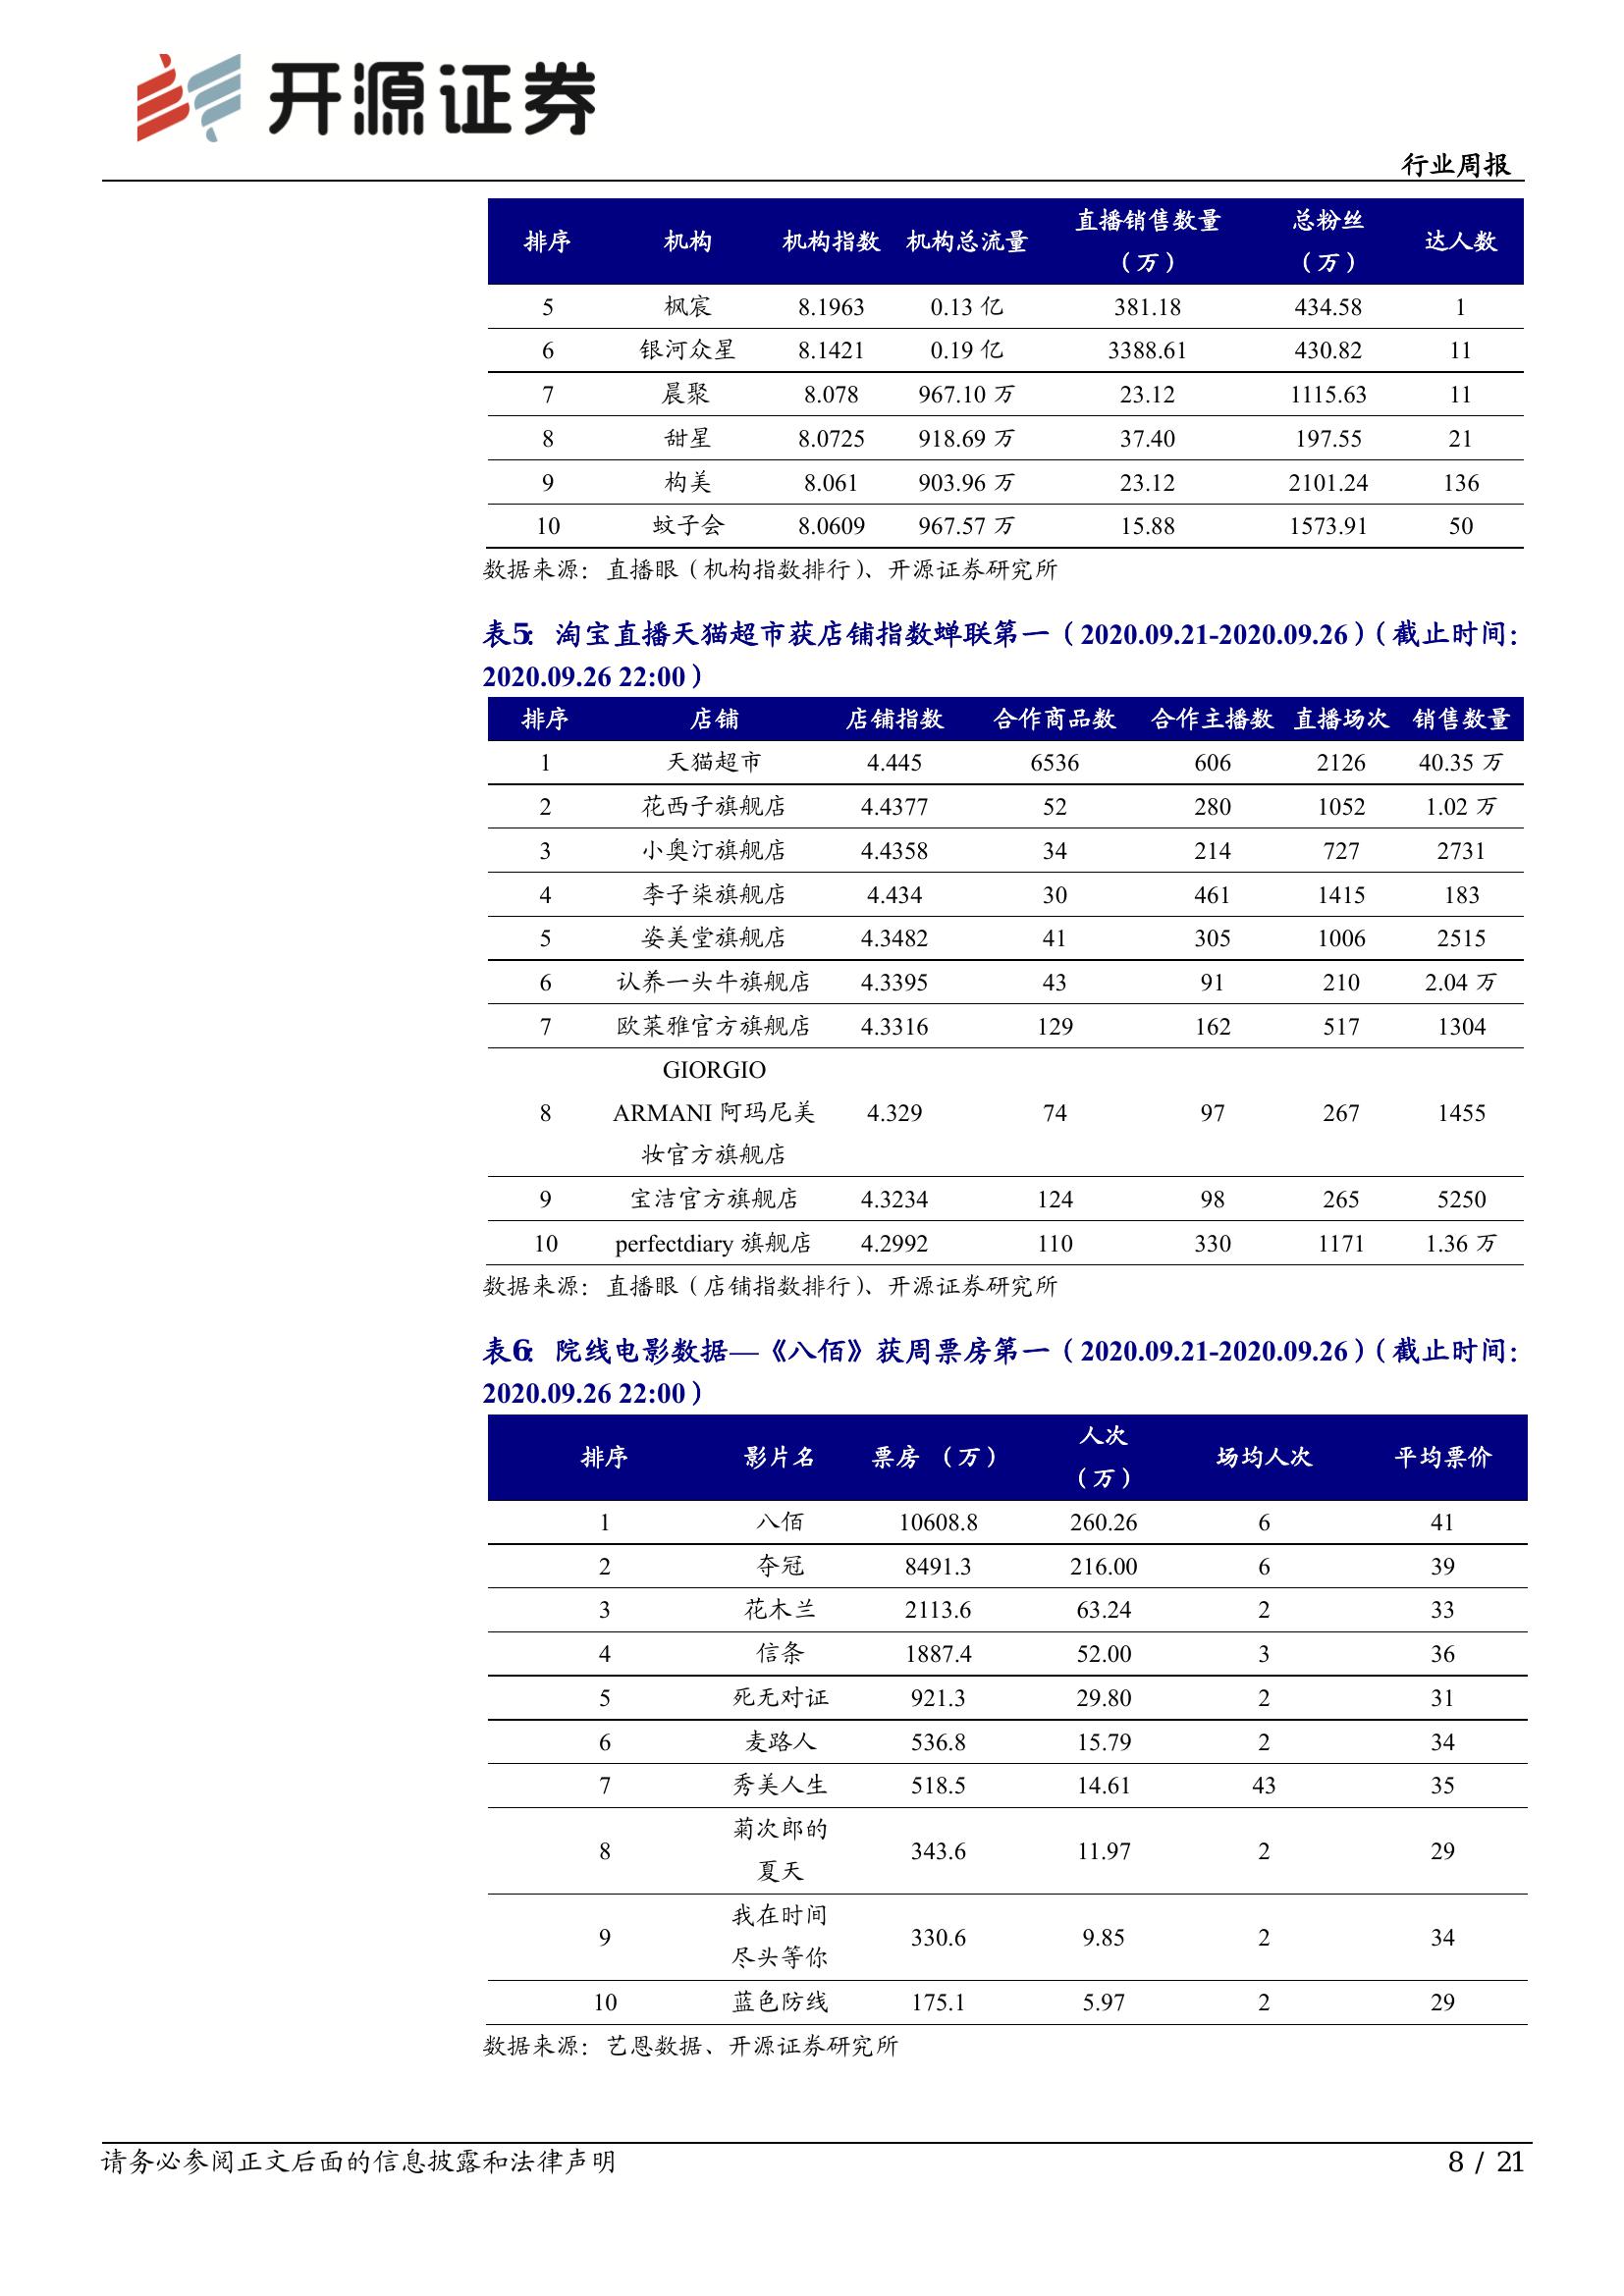 开源证券
行业周报
排序 机构 机构指数 机构总流量 直播销售数量（万） 总粉丝（万） 达人数
5 枫宸 8.1963 0.13 亿 381.18 434.58 1
6 银河众星 8.1421 0.19 亿 3388.61 430.82 11
7 晨聚 8.078 967.10 万 23.12 1115.63 11
8 甜星 8.0725 918.69 万 37.40 197.55 21
9 构美 8.061 903.96 万 23.12 2101.24 136
10 蚊子会 8.0609 967.57 万 15.88 1573.91 50
数据来源：直播眼（机构指数排行）、开源证券研究所
表5：淘宝直播天猫超市获店铺指数蝉联第一（2020.09.21-2020.09.26）（截止时间：
2020.09.26 22:00）
排序 店铺 店铺指数 合作商品数 合作主播数 直播场次 销售数量
1 天猫超市 4.445 6536 606 2126 40.35 万
2 花西子旗舰店 4.4377 52 280 1052 1.02 万
3 小奥汀旗舰店 4.4358 34 214 727 2731
4 李子柒旗舰店 4.434 30 461 1415 183
5 姿美堂旗舰店 4.3482 41 305 1006 2515
6 认养一头牛旗舰店 4.3395 43 91 210 2.04 万
7 欧莱雅官方旗舰店 4.3316 129 162 517 1304
GIORGIO
8 ARMANI 阿玛尼美 4.329 74 97 267 1455
妆官方旗舰店
9 宝洁官方旗舰店 4.3234 124 98 265 5250
10 perfectdiary 旗舰店 4.2992 110 330 1171 1.36 万
数据来源：直播眼（店铺指数排行）、开源证券研究所
表6：院线电影数据—《八佰》获周票房第一（2020.09.21-2020.09.26）（截止时间：
2020.09.26 22:00）
排序 影片名 票房 （万） 人次（万） 场均人次 平均票价
1 八佰 10608.8 260.26 6 41
2 夺冠 8491.3 216.00 6 39
3 花木兰 2113.6 63.24 2 33
4 信条 1887.4 52.00 3 36
5 死无对证 921.3 29.80 2 31
6 麦路人 536.8 15.79 2 34
7 秀美人生 518.5 14.61 43 35
8 菊次郎的夏天 343.6 11.97 2 29
9 我在时间尽头等你 330.6 9.85 2 34
10 蓝色防线 175.1 5.97 2 29
数据来源：艺恩数据、开源证券研究所
请务必参阅正文后面的信息披露和法律声明
8 / 21